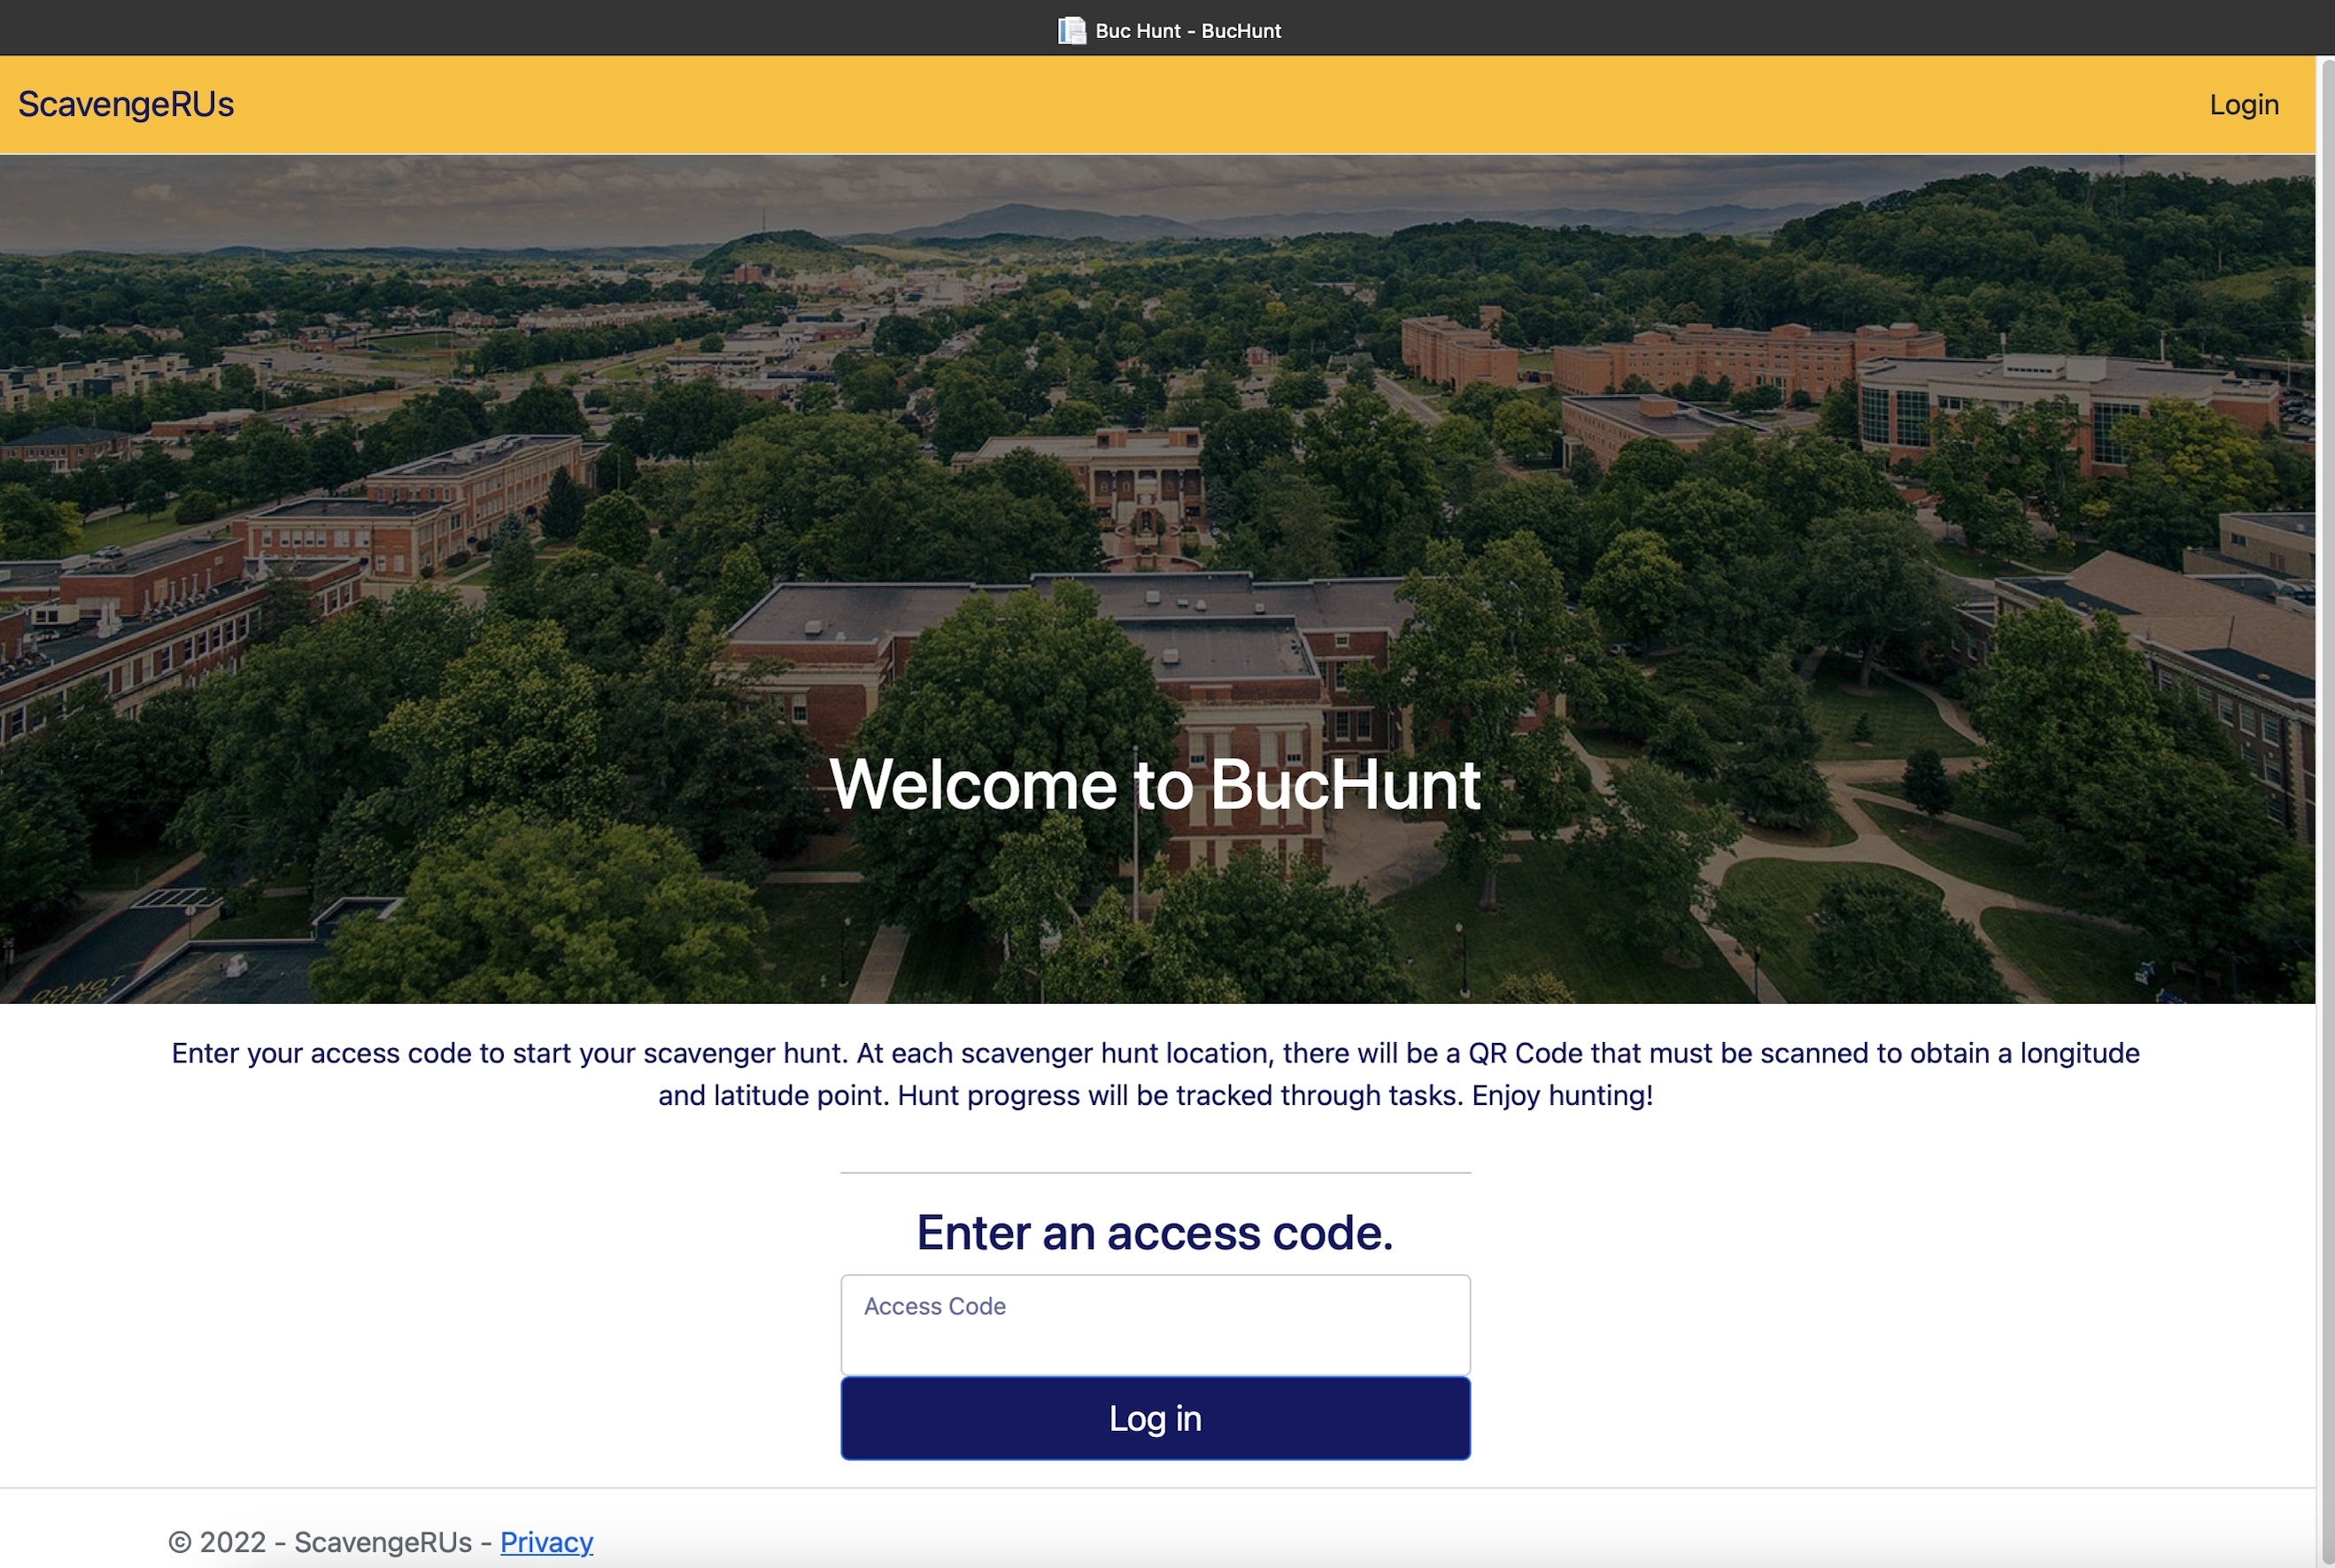 Buc Hunt - BucHunt
ScavengeRUs
Login
DO NOT
ENTER
Welcome to BucHunt
Enter your access code to start your scavenger hunt. At each scavenger hunt location, there will be a QR Code that must be scanned to obtain a longitude
and latitude point. Hunt progress will be tracked through tasks. Enjoy hunting!
Enter an access code.
Access Code
Log in
© 2022 - ScavengeRUs - Privacy